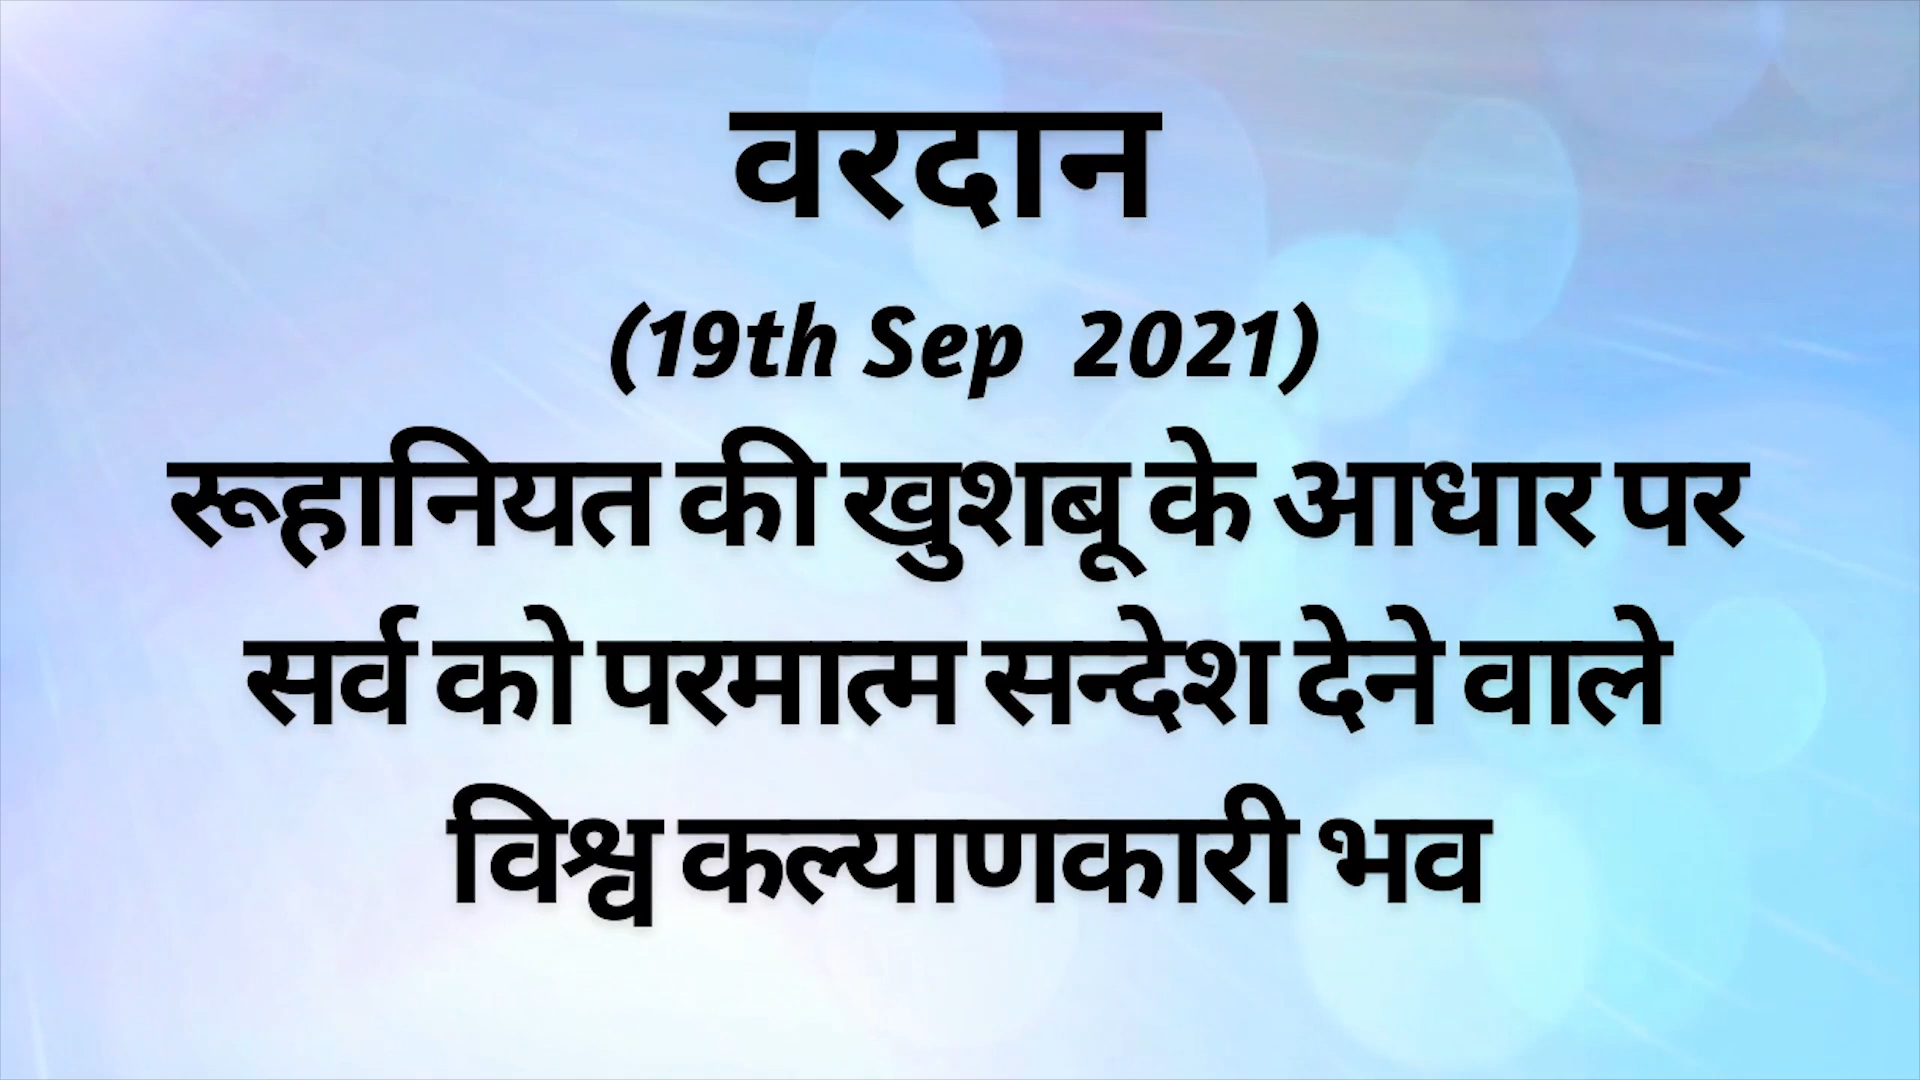 वरदान
(19th Sep 2021)
रूहानियत की खुशबू के आधार पर
सर्व को परमात्म सन्देश देने वाले
विश्व कल्याणकारी भव